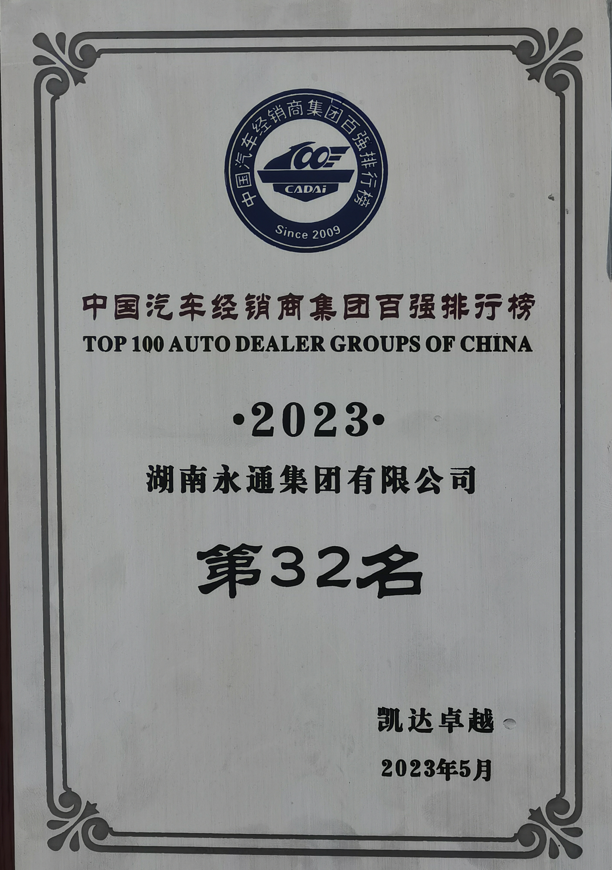 中国汽车经销商集团百强排行榜
100
CADAi
Since 2009
中国汽车经销商集团百强排行榜
TOP 100 AUTO DEALER GROUPS OF CHINA
·2023·
湖南永通集团有限公司
第32名
凯达卓越
2023年5月